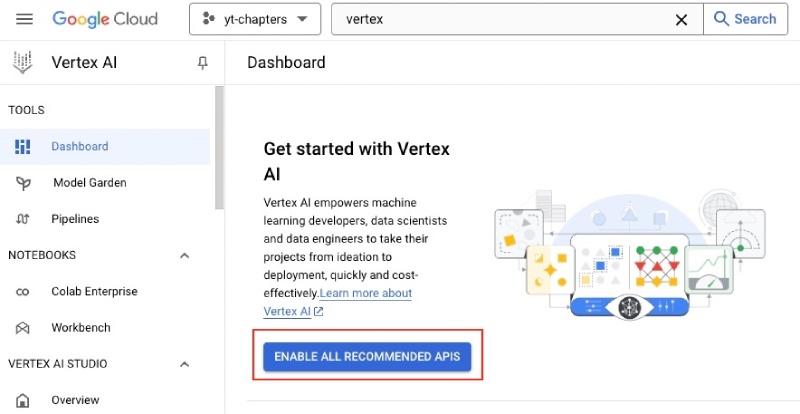 Google Cloud
yt-chapters
vertex
Search
Vertex AI
Dashboard
TOOLS
Dashboard
Model Garden
Pipelines
NOTEBOOKS
Colab Enterprise
Workbench
VERTEX AI STUDIO
Overview
Get started with Vertex
AI
Vertex AI empowers machine
learning developers, data scientists
and data engineers to take their
projects from ideation to
deployment, quickly and cost-
effectively.Learn more about
Vertex AI
ENABLE ALL RECOMMENDED APIS